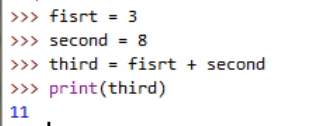 >>> fisrt = 3
>>> second = 8
>>> third = fisrt + second
>>> print(third)
11